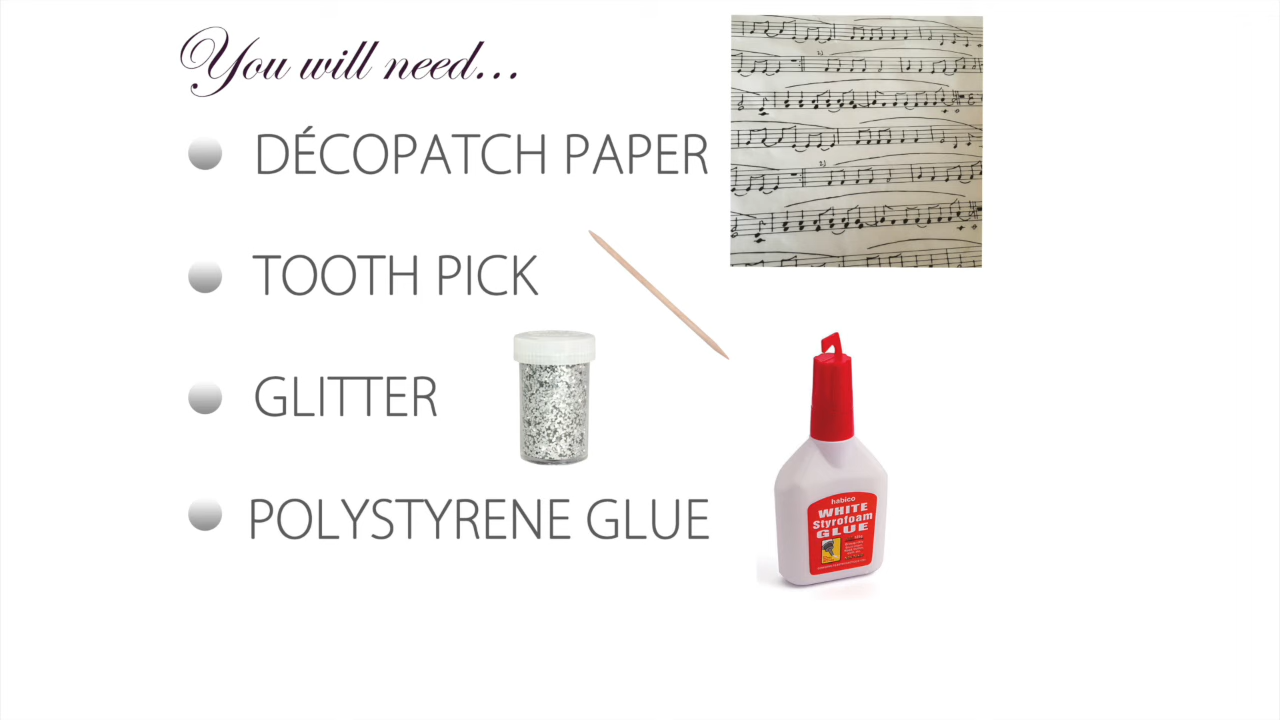 You will need...
DÉCOPATCH PAPER
TOOTH PICK
GLITTER
POLYSTYRENE GLUE
habico
WHITE
Styrofoam
GLUE